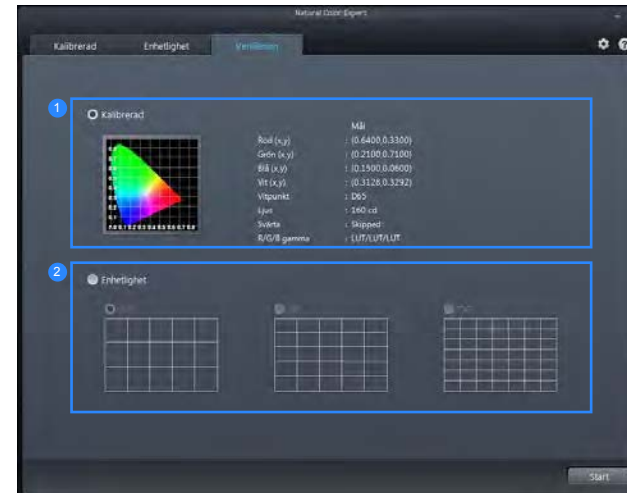 Natural Color Expert
Kalibrerad Enhetlighet Verifikation
1
Kalibrerad
Mål
Röd (x,y) : (0.6400,0.3300)
Grön (x,y) : (0.2100,0.7100)
Blå (x,y) : (0.1500,0.0600)
Vit (x,y) : (0.3128,0.3292)
Vitpunkt : D65
Ljus : 160 cd
Svärta : Skipped
R/G/B gamma : LUT/LUT/LUT
2
Enhetlighet
Start